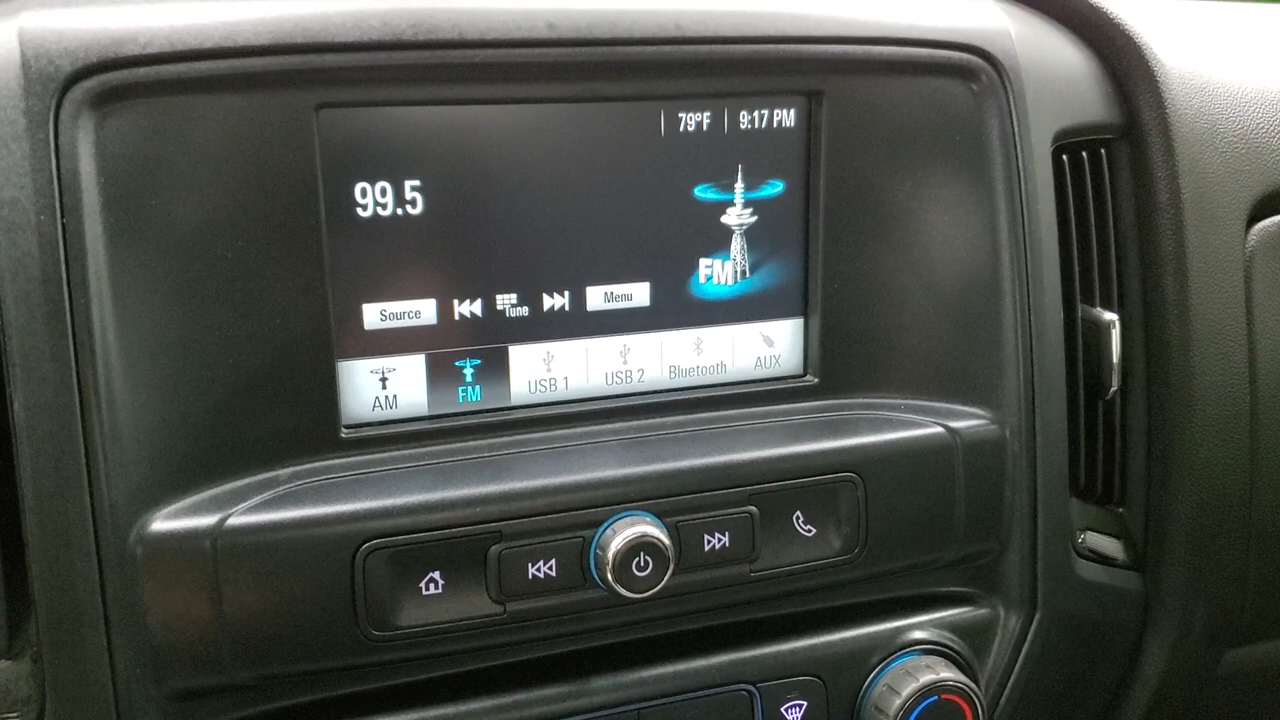 79°F 9:17 PM
99.5
FM
Source Tune Menu
AM FM USB 1 USB 2 Bluetooth AUX